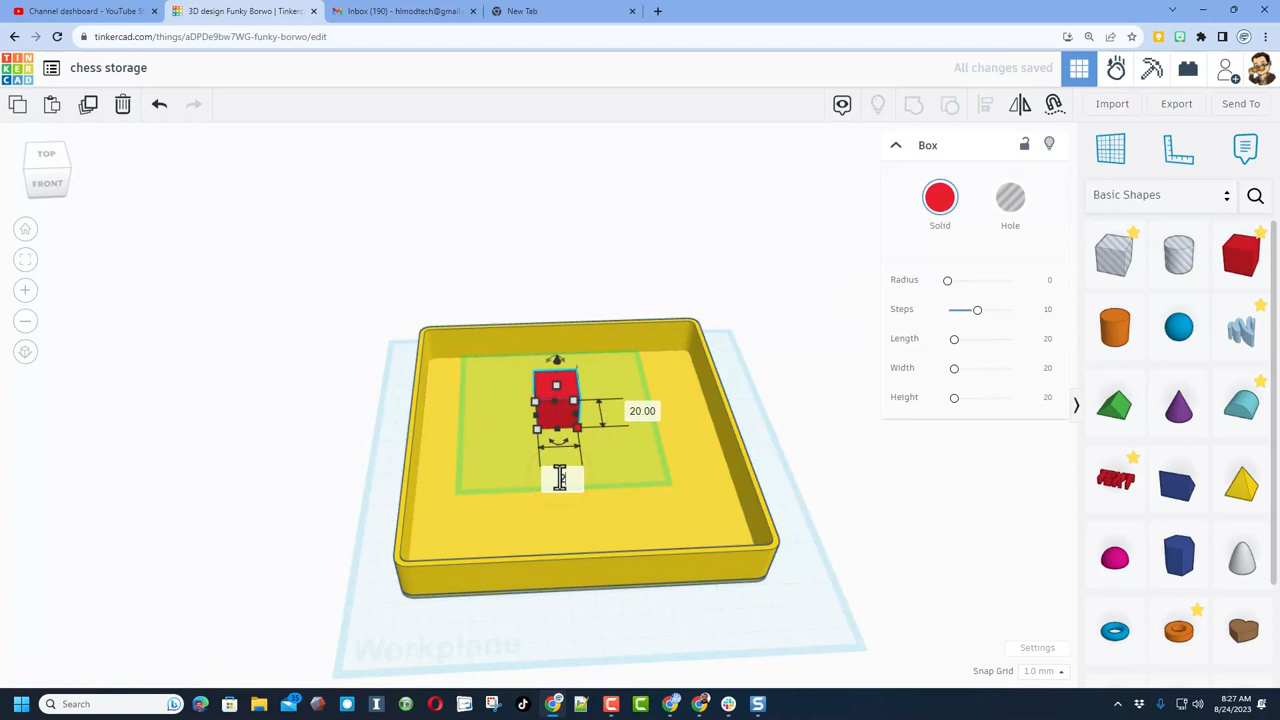 Channel dashboard - YouTube St
3D design Funky Borwo | Tinkerc
Inbox (190) - hlmodtech@gmail.
New Tab
tinkercad.com/things/aDPDe9bw7WG-funky-borwo/edit
TIN
KER
CAD
chess storage
All changes saved
Import
Export
Send To
TOP
FRONT
Box
Solid
Hole
Radius
0
Steps
10
Length
20
Width
20
Height
20
Basic Shapes
TEXT
20.00
Workplane
Settings
Snap Grid
1.0 mm
Search
15
8:27 AM
8/24/2023